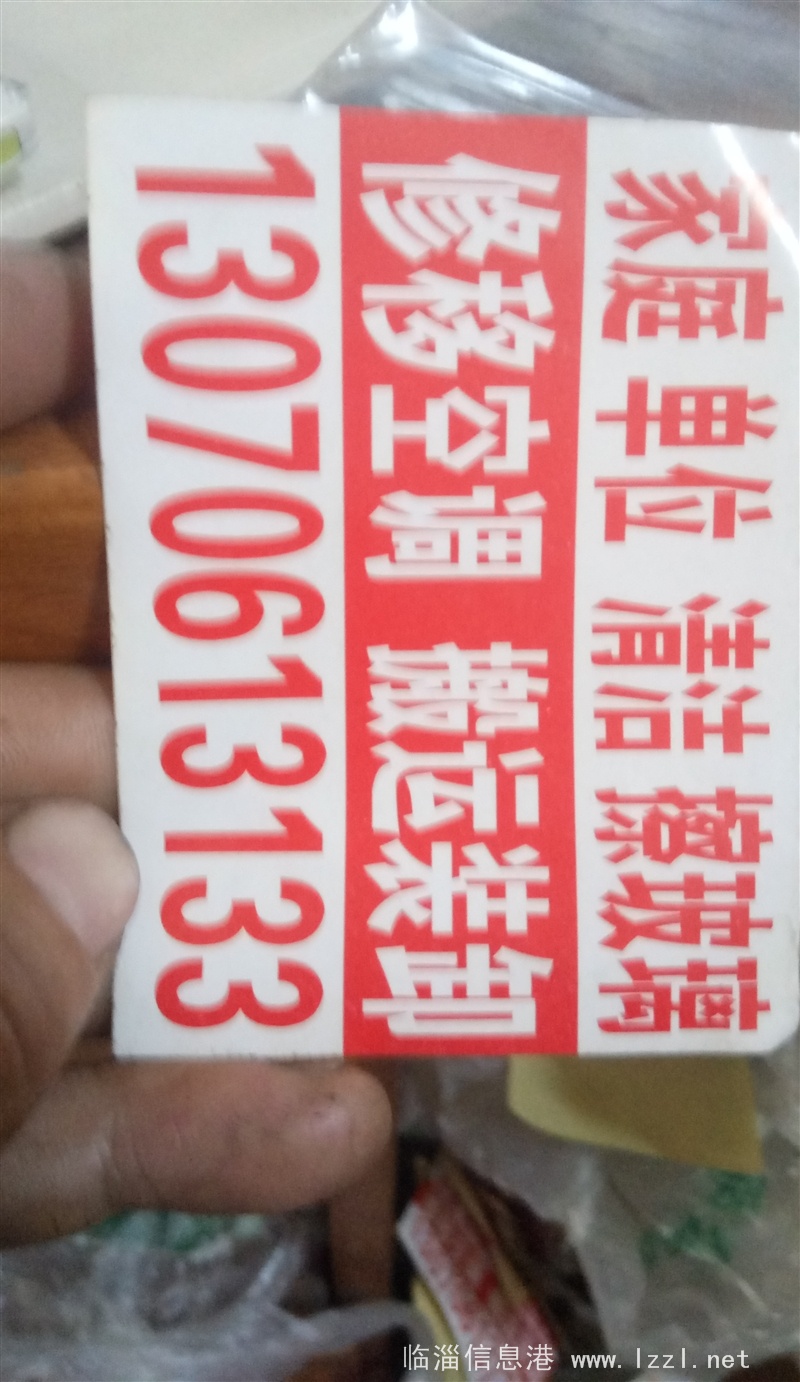 家庭 单位 清洁 擦玻璃
修移空调 搬运装卸
13070613133
临淄信息港 www.lzzl.net